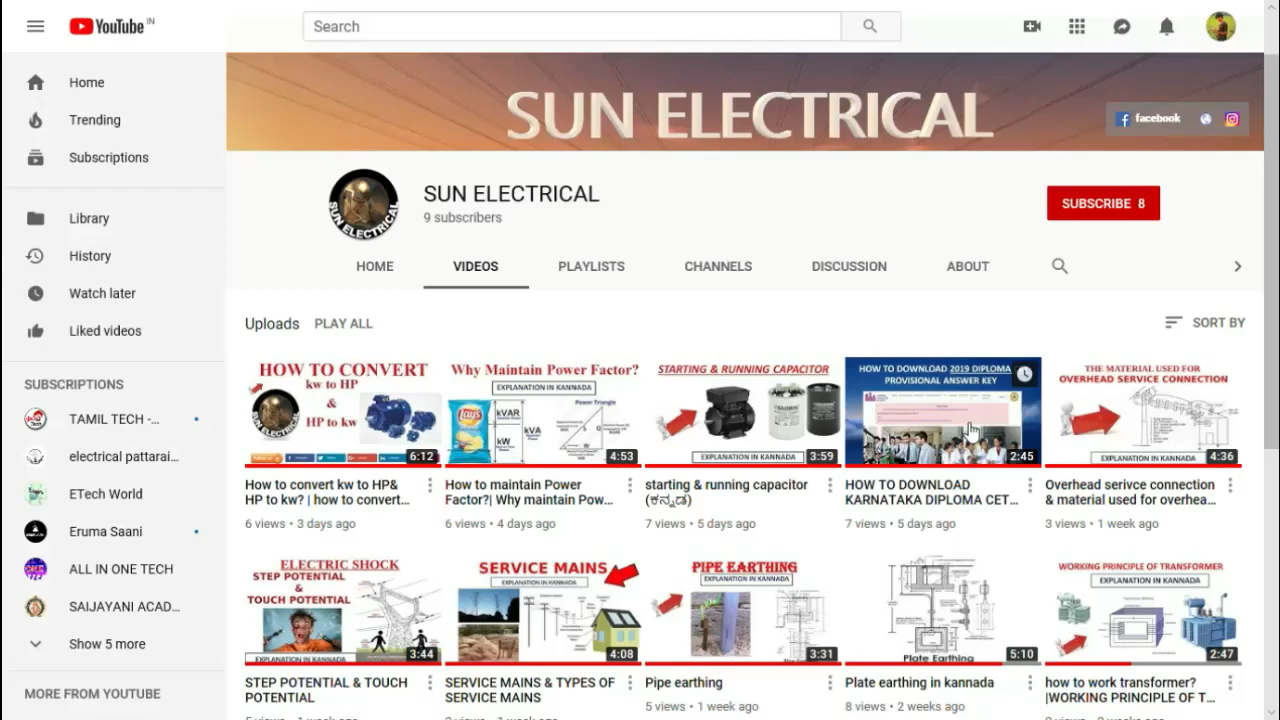 YouTube IN
Search
Home
Trending
Subscriptions
Library
History
Watch later
Liked videos
SUBSCRIPTIONS
TAMIL TECH -...
electrical pattarai...
ETech World
Eruma Saani
ALL IN ONE TECH
SAIJAYANI ACAD...
Show 5 more
MORE FROM YOUTUBE
SUN ELECTRICAL
facebook
SUN ELECTRICAL
SUN ELECTRICAL
9 subscribers
SUBSCRIBE 8
HOME VIDEOS PLAYLISTS CHANNELS DISCUSSION ABOUT
Uploads PLAY ALL
SORT BY
HOW TO CONVERT
kw to HP
&
HP to kw
6:12
Why Maintain Power Factor?
EXPLANATION IN KANNADA
Power Triangle
Lays
kVAR
kVA
kW
4:53
STARTING & RUNNING CAPACITOR
EXPLANATION IN KANNADA
3:59
HOW TO DOWNLOAD 2019 DIPLOMA
PROVISIONAL ANSWER KEY
2:45
THE MATERIAL USED FOR
OVERHEAD SERVICE CONNECTION
EXPLANATION IN KANNADA
4:36
How to convert kw to HP&
HP to kw? | how to convert...
6 views • 3 days ago
How to maintain Power
Factor?| Why maintain Pow...
6 views • 4 days ago
starting & running capacitor
(ಕನ್ನಡ)
7 views • 5 days ago
HOW TO DOWNLOAD
KARNATAKA DIPLOMA CET...
7 views • 5 days ago
Overhead serivce connection
& material used for overhea...
3 views • 1 week ago
ELECTRIC SHOCK
STEP POTENTIAL
&
TOUCH POTENTIAL
EXPLANATION IN KANNADA
3:44
SERVICE MAINS
EXPLANATION IN KANNADA
4:08
PIPE EARTHING
EXPLANATION IN KANNADA
3:31
Plate Earthing
5:10
WORKING PRINCIPLE OF TRANSFORMER
EXPLANATION IN KANNADA
2:47
STEP POTENTIAL & TOUCH
POTENTIAL
SERVICE MAINS & TYPES OF
SERVICE MAINS
Pipe earthing
5 views • 1 week ago
Plate earthing in kannada
8 views • 2 weeks ago
how to work transformer?
|WORKING PRINCIPLE OF T...